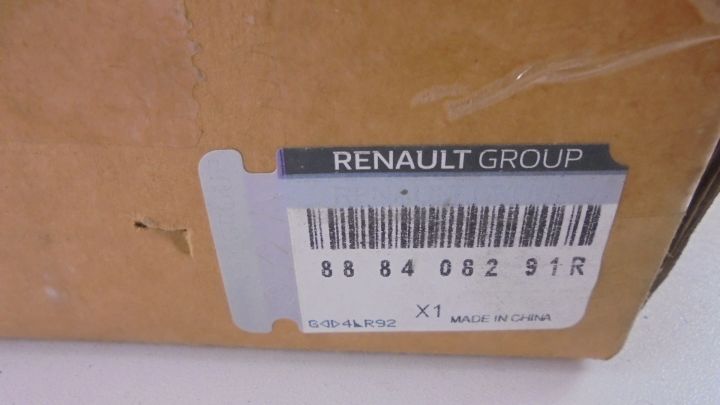 RENAULT GROUP
88 84 082 91R
X1 MADE IN CHINA